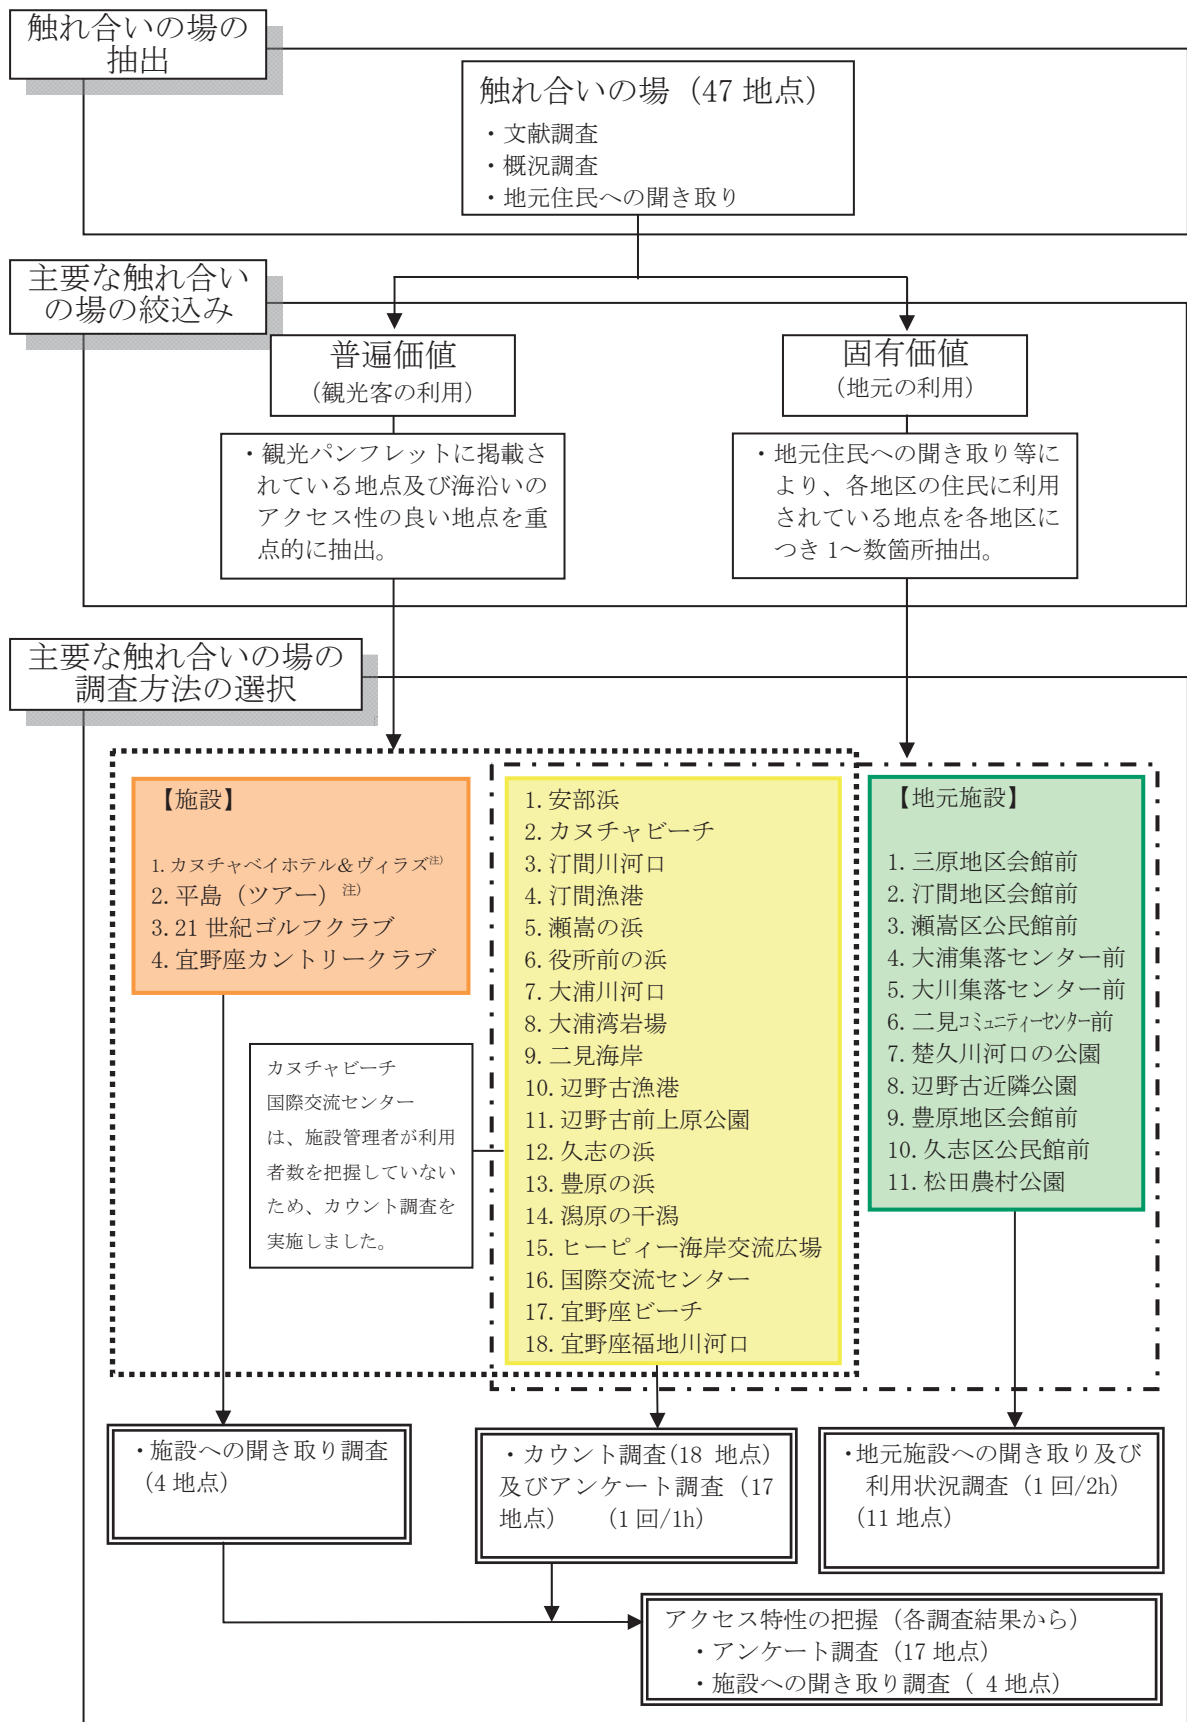 触れ合いの場の
抽出
触れ合いの場（47 地点）
・文献調査
・概況調査
・地元住民への聞き取り
主要な触れ合い
の場の絞込み
普遍価値
（観光客の利用）
固有価値
（地元の利用）
・観光パンフレットに掲載さ
れている地点及び海沿いの
アクセス性の良い地点を重
点的に抽出。
・地元住民への聞き取り等に
より、各地区の住民に利用
されている地点を各地区に
つき 1～数箇所抽出。
主要な触れ合いの場の
調査方法の選択
【施設】
1. カヌチャベイホテル＆ヴィラズ注）
2. 平島（ツアー）注）
3. 21 世紀ゴルフクラブ
4. 宜野座カントリークラブ
カヌチャビーチ
国際交流センター
は、施設管理者が利用
者数を把握していない
ため、カウント調査を
実施しました。
1. 安部浜
2. カヌチャビーチ
3. 汀間川河口
4. 汀間漁港
5. 瀬嵩の浜
6. 役所前の浜
7. 大浦川河口
8. 大浦湾岩場
9. 二見海岸
10. 辺野古漁港
11. 辺野古前上原公園
12. 久志の浜
13. 豊原の浜
14. 潟原の干潟
15. ヒーピィー海岸交流広場
16. 国際交流センター
17. 宜野座ビーチ
18. 宜野座福地川河口
【地元施設】
1. 三原地区会館前
2. 汀間地区会館前
3. 瀬嵩区公民館前
4. 大浦集落センター前
5. 大川集落センター前
6. 二見コミュニティーセンター前
7. 楚久川河口の公園
8. 辺野古近隣公園
9. 豊原地区会館前
10. 久志区公民館前
11. 松田農村公園
・施設への聞き取り調査
（4 地点）
・カウント調査(18 地点)
及びアンケート調査（17
地点）　（1 回/1h）
・地元施設への聞き取り及び
利用状況調査（1 回/2h）
（11 地点）
アクセス特性の把握（各調査結果から）
・アンケート調査（17 地点）
・施設への聞き取り調査（ 4 地点）